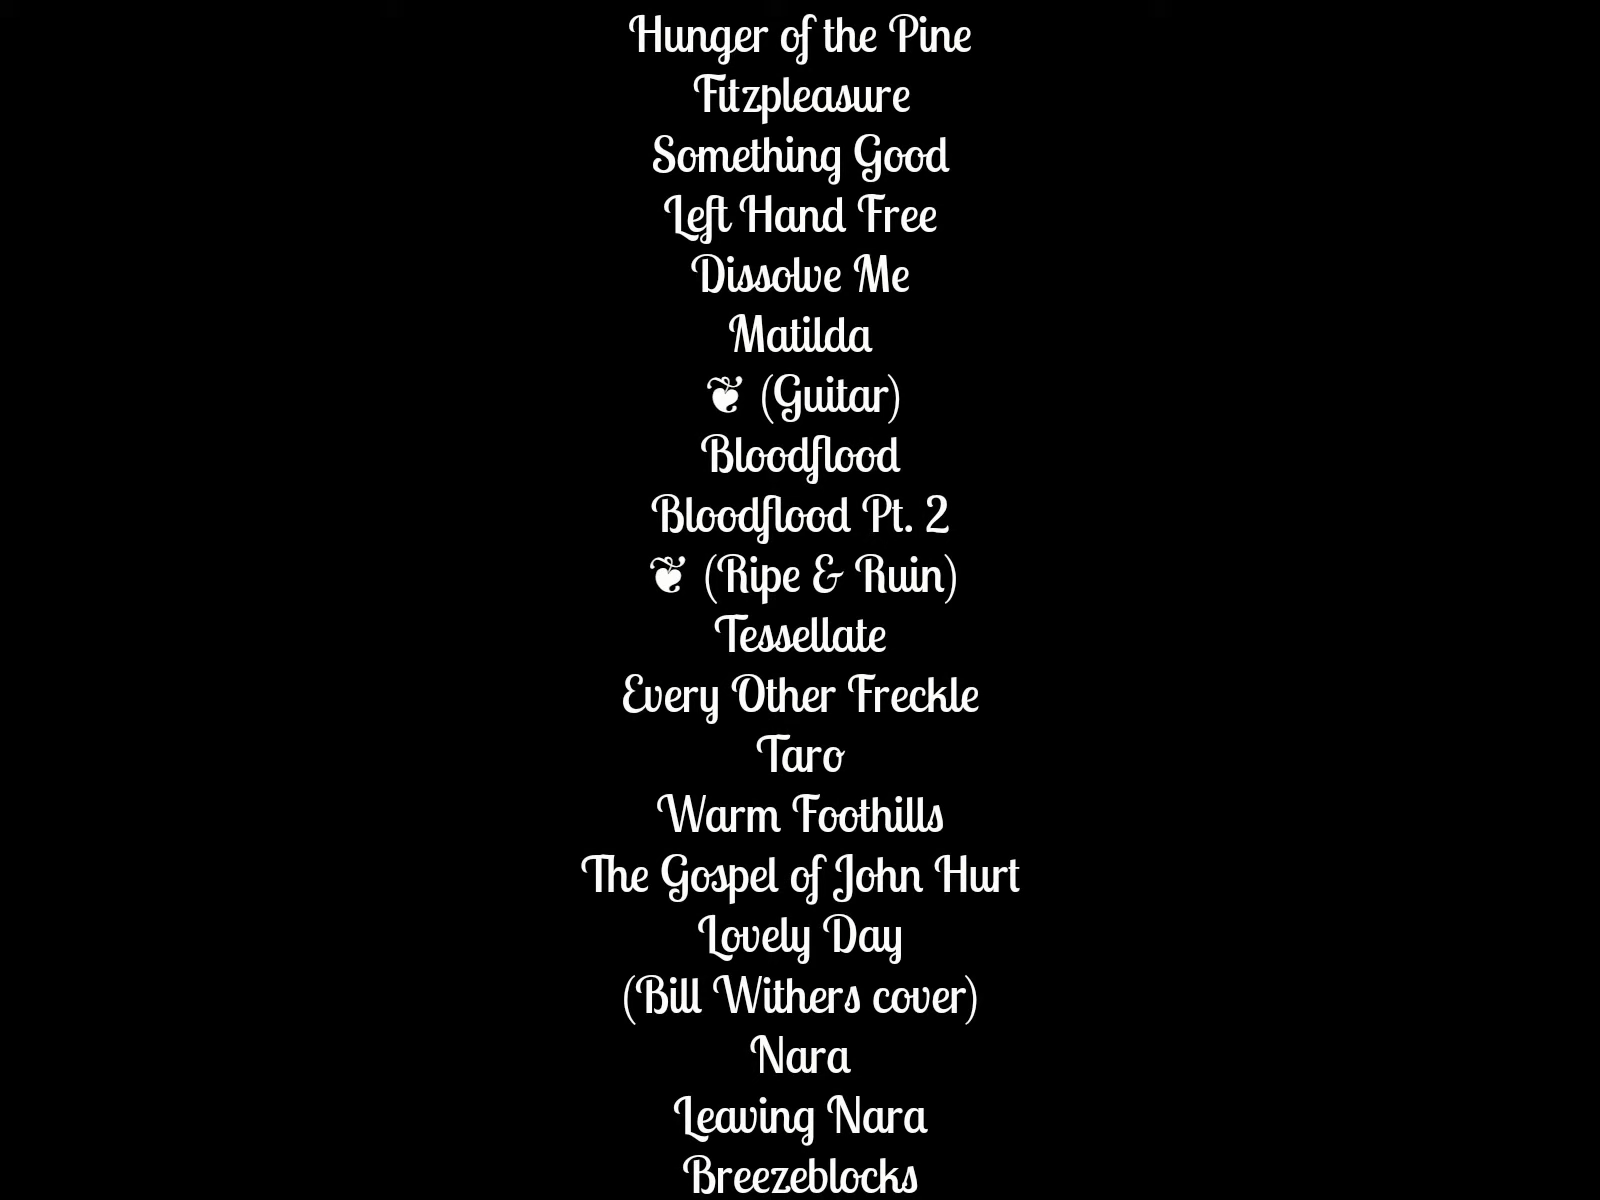 Hunger of the Pine
Fitzpleasure
Something Good
Left Hand Free
Dissolve Me
Matilda
❦ (Guitar)
Bloodflood
Bloodflood Pt. 2
❦ (Ripe & Ruin)
Tessellate
Every Other Freckle
Taro
Warm Foothills
The Gospel of John Hurt
Lovely Day
(Bill Withers cover)
Nara
Leaving Nara
Breezeblocks